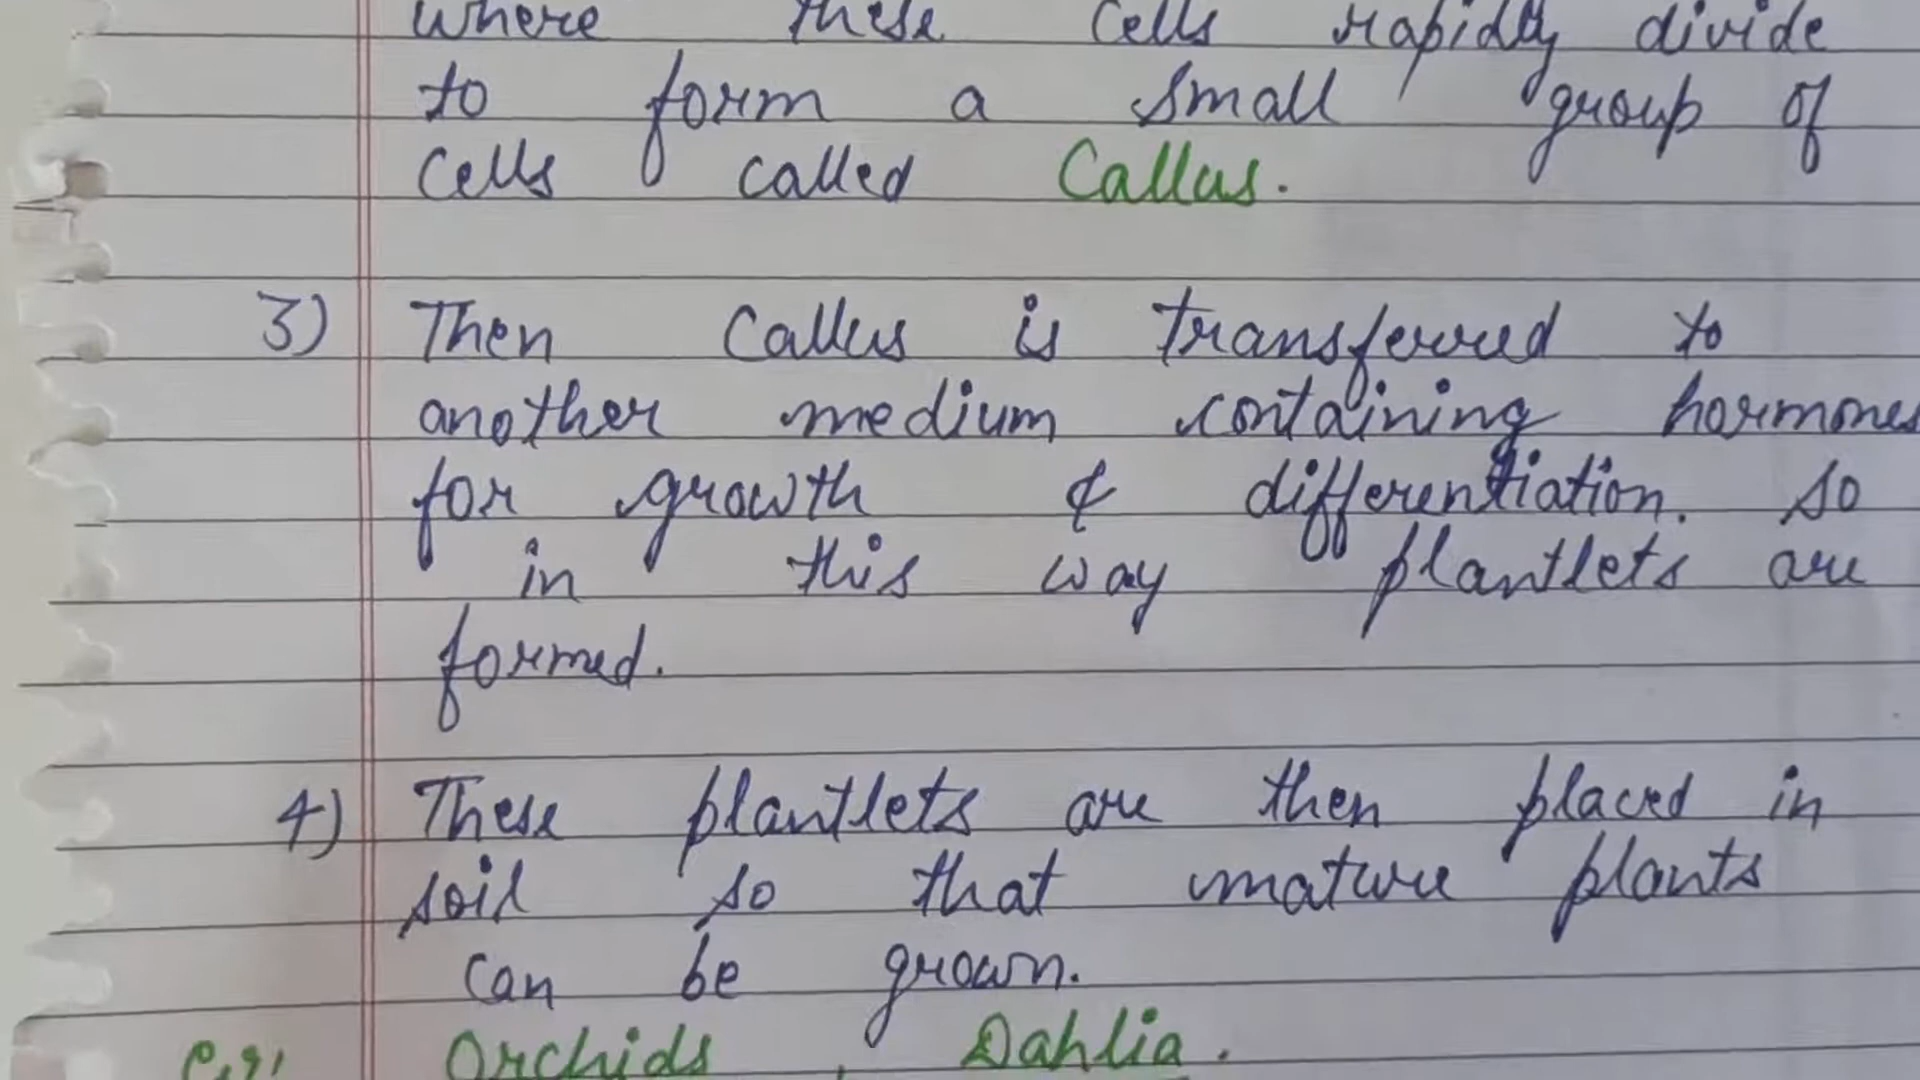 where these cells rapidly divide
to form a small group of
cells called Callus.
3) Then Callus is transferred to
another medium containing hormones
for growth & differentiation. So
in this way plantlets are
formed.
4) These plantlets are then placed in
soil so that mature plants
can be grown.
e.g. Orchids, Dahlia.